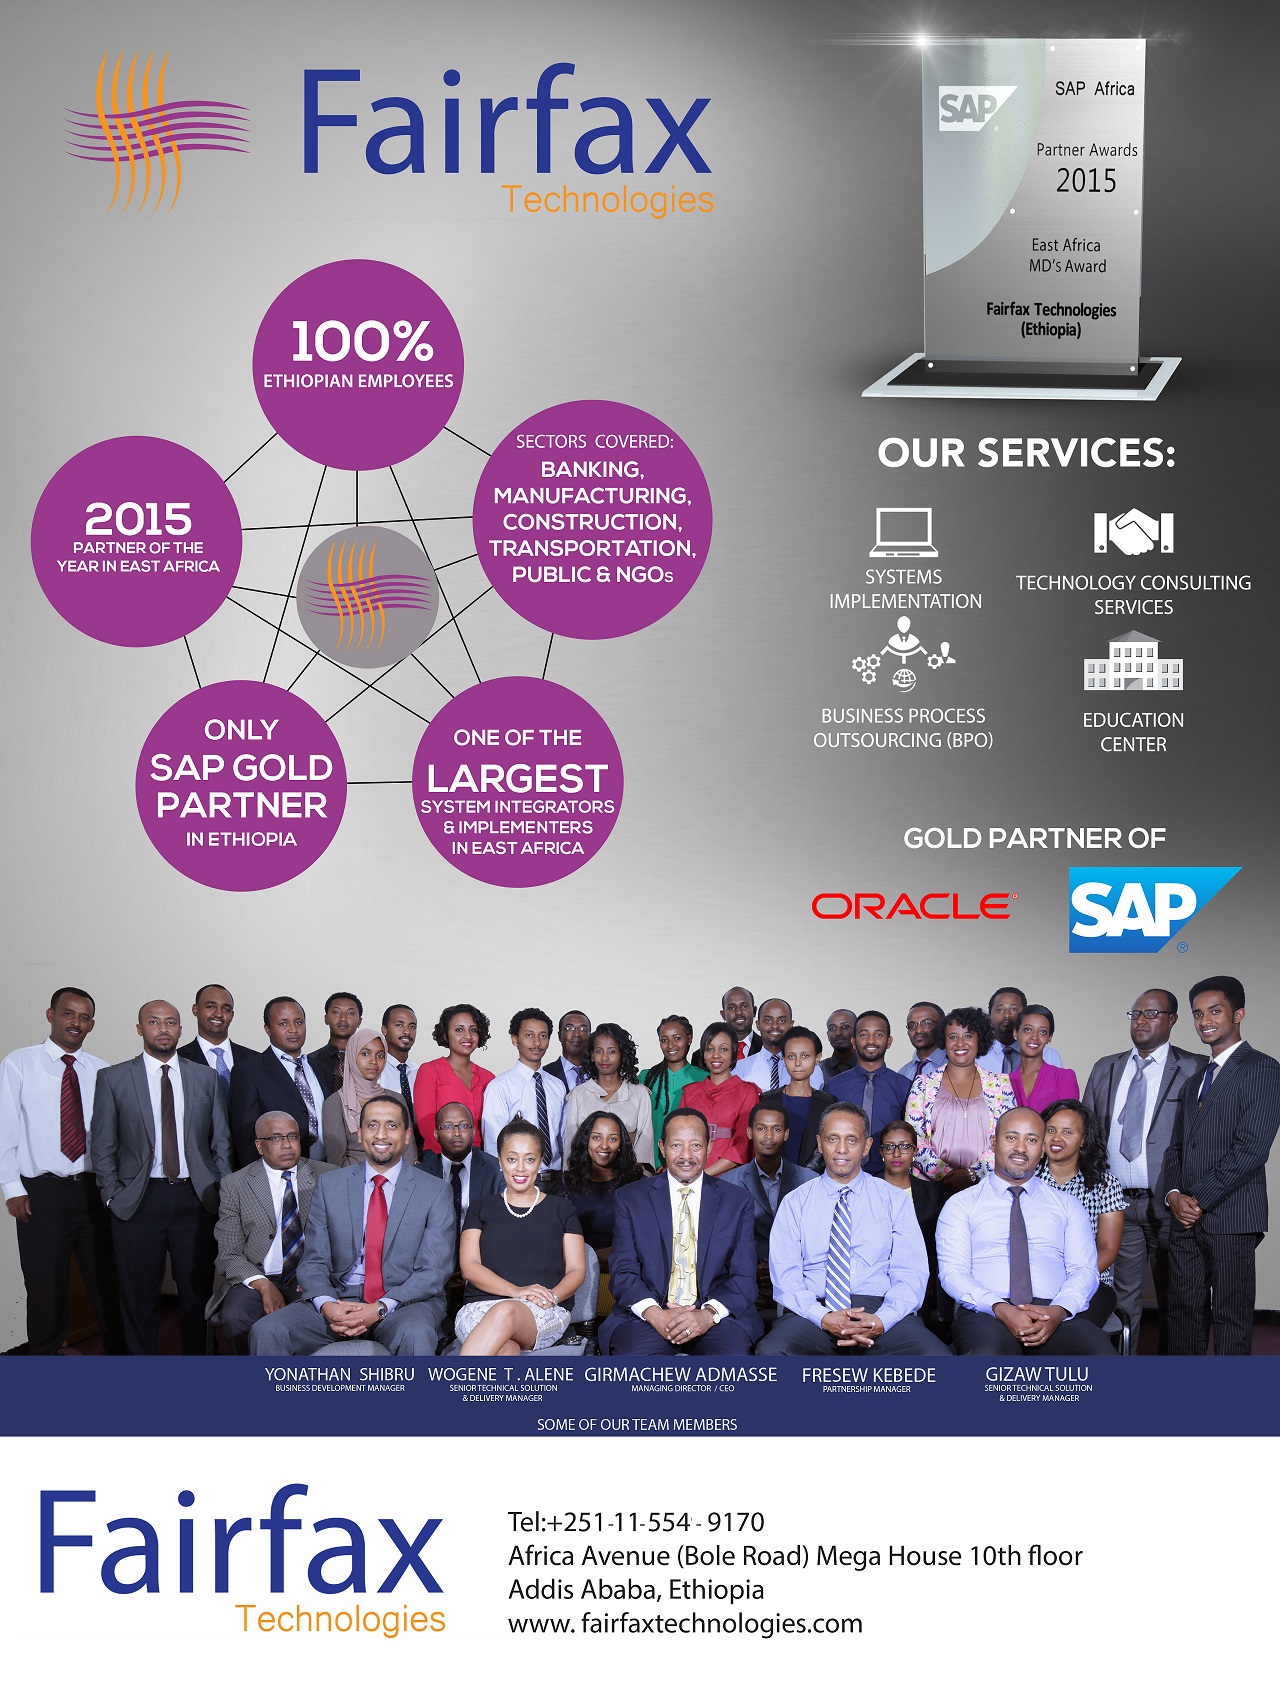 Fairfax
Technologies
SAP
SAP Africa
Partner Awards
2015
East Africa
MD's Award
Fairfax Technologies
(Ethiopia)
100%
ETHIOPIAN EMPLOYEES
SECTORS COVERED:
BANKING,
MANUFACTURING,
CONSTRUCTION,
TRANSPORTATION,
PUBLIC & NGOs
2015
PARTNER OF THE
YEAR IN EAST AFRICA
ONLY
SAP GOLD
PARTNER
IN ETHIOPIA
ONE OF THE
LARGEST
SYSTEM INTEGRATORS
& IMPLEMENTERS
IN EAST AFRICA
OUR SERVICES:
SYSTEMS
IMPLEMENTATION
TECHNOLOGY CONSULTING
SERVICES
BUSINESS PROCESS
OUTSOURCING (BPO)
EDUCATION
CENTER
GOLD PARTNER OF
ORACLE®
SAP®
YONATHAN SHIBRU
BUSINESS DEVELOPMENT MANAGER
WOGENE T . ALENE
SENIOR TECHNICAL SOLUTION
& DELIVERY MANAGER
GIRMACHEW ADMASSE
MANAGING DIRECTOR / CEO
FRESEW KEBEDE
PARTNERSHIP MANAGER
GIZAW TULU
SENIOR TECHNICAL SOLUTION
& DELIVERY MANAGER
SOME OF OUR TEAM MEMBERS
Fairfax
Technologies
Tel:+251-11-554 - 9170
Africa Avenue (Bole Road) Mega House 10th floor
Addis Ababa, Ethiopia
www. fairfaxtechnologies.com